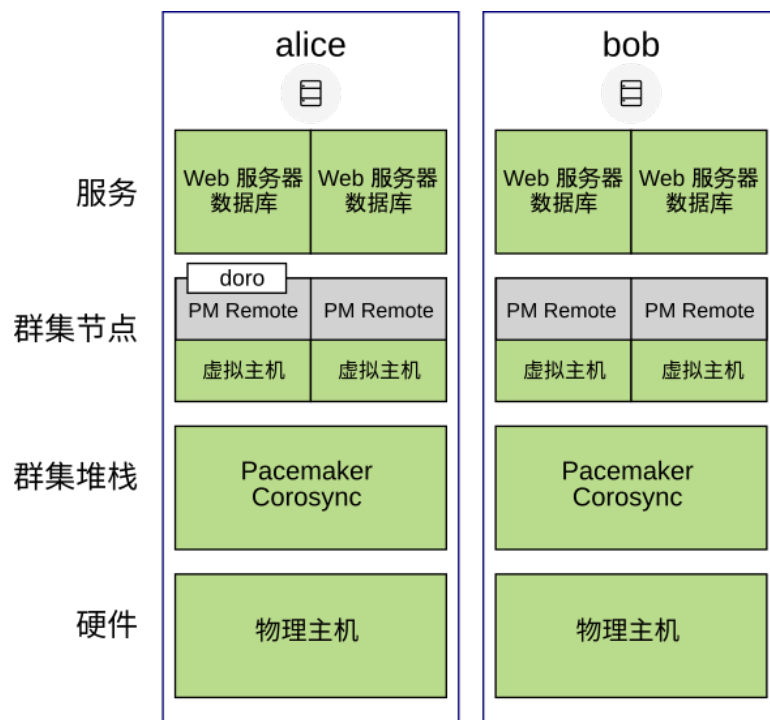 alice
bob
服务
Web 服务器
数据库
Web 服务器
数据库
Web 服务器
数据库
Web 服务器
数据库
群集节点
doro
PM Remote
PM Remote
PM Remote
PM Remote
虚拟主机
虚拟主机
虚拟主机
虚拟主机
群集堆栈
Pacemaker
Corosync
Pacemaker
Corosync
硬件
物理主机
物理主机